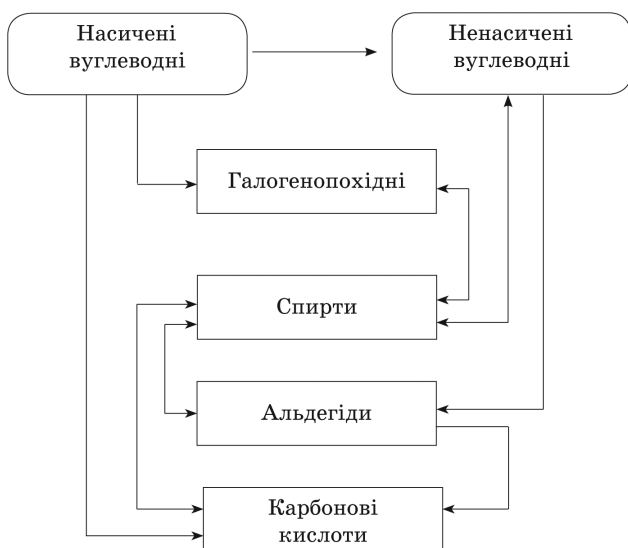 Насичені
вуглеводні
Ненасичені
вуглеводні
Галогенопохідні
Спирти
Альдегіди
Карбонові
кислоти